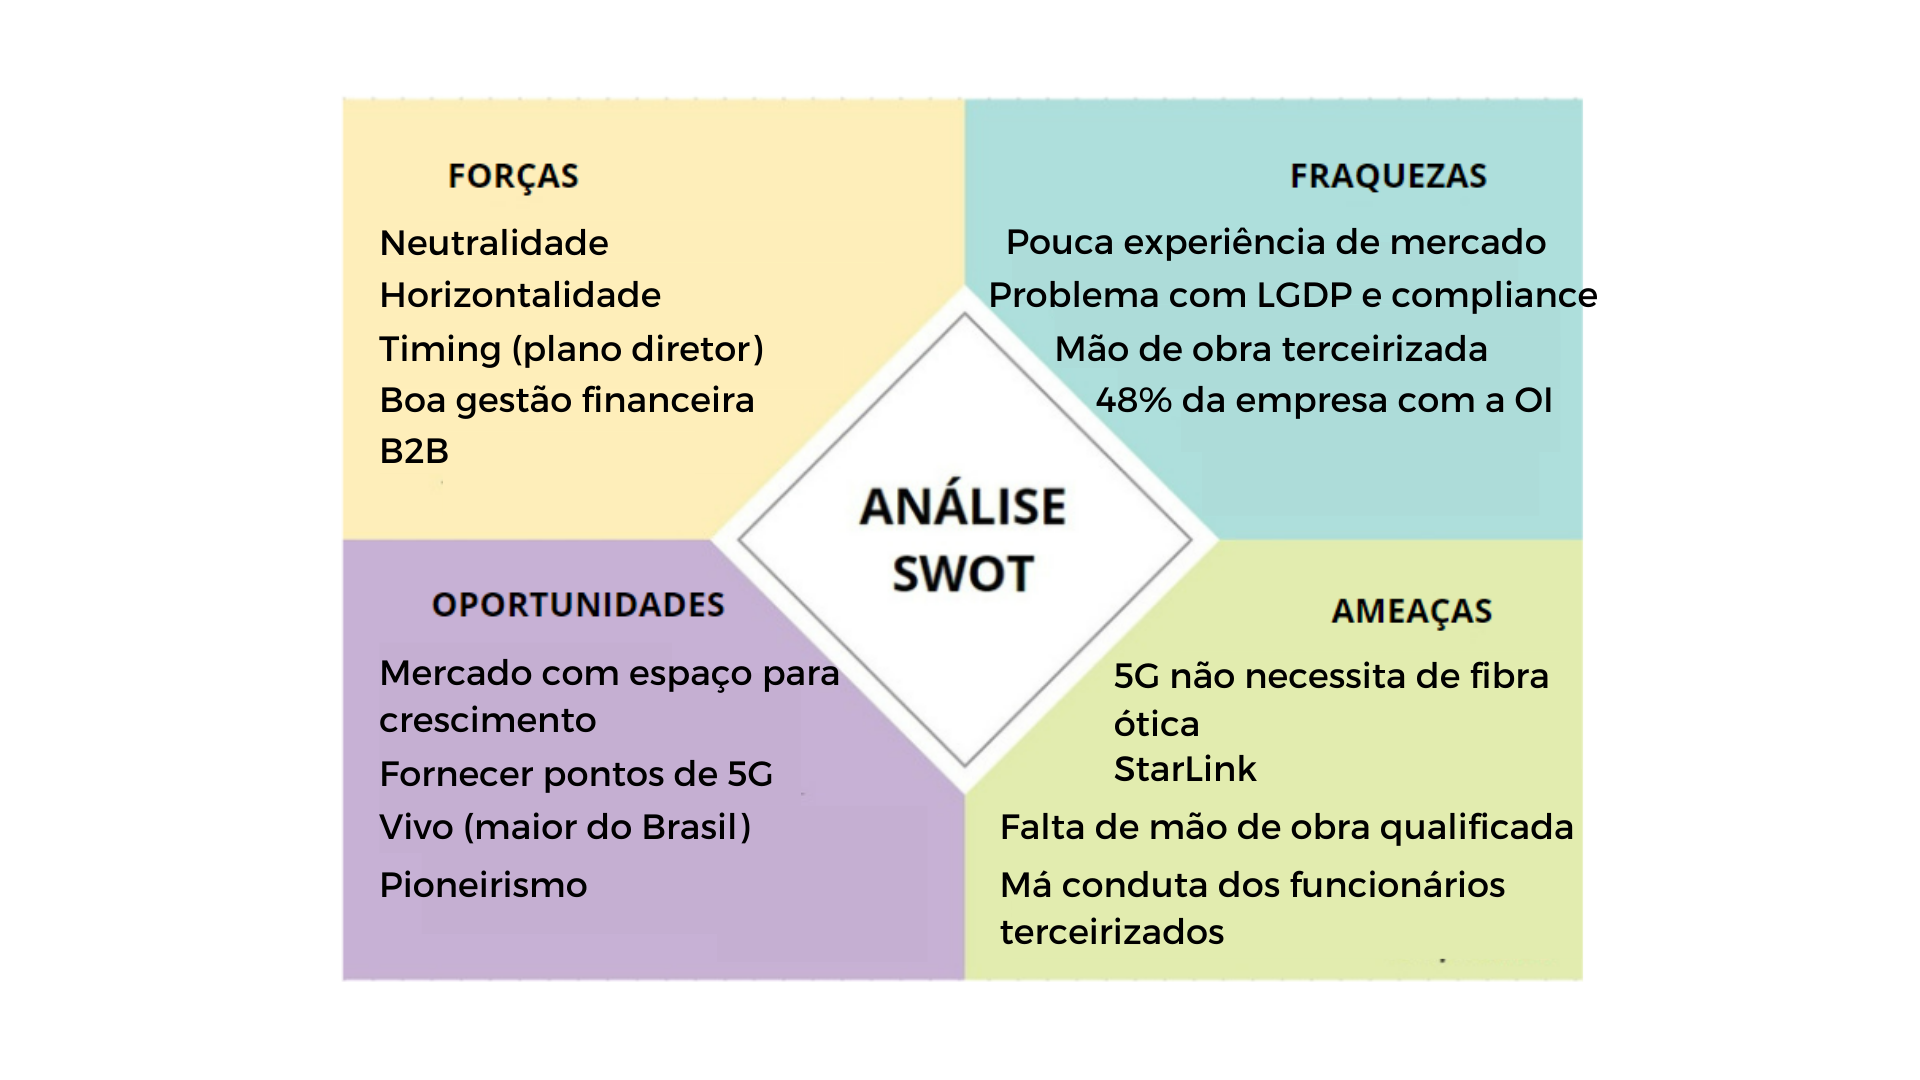 FORÇAS
Neutralidade
Horizontalidade
Timing (plano diretor)
Boa gestão financeira
B2B
FRAQUEZAS
Pouca experiência de mercado
Problema com LGDP e compliance
Mão de obra terceirizada
48% da empresa com a OI
ANÁLISE
SWOT
OPORTUNIDADES
Mercado com espaço para
crescimento
Fornecer pontos de 5G
Vivo (maior do Brasil)
Pioneirismo
AMEAÇAS
5G não necessita de fibra
ótica
StarLink
Falta de mão de obra qualificada
Má conduta dos funcionários
terceirizados